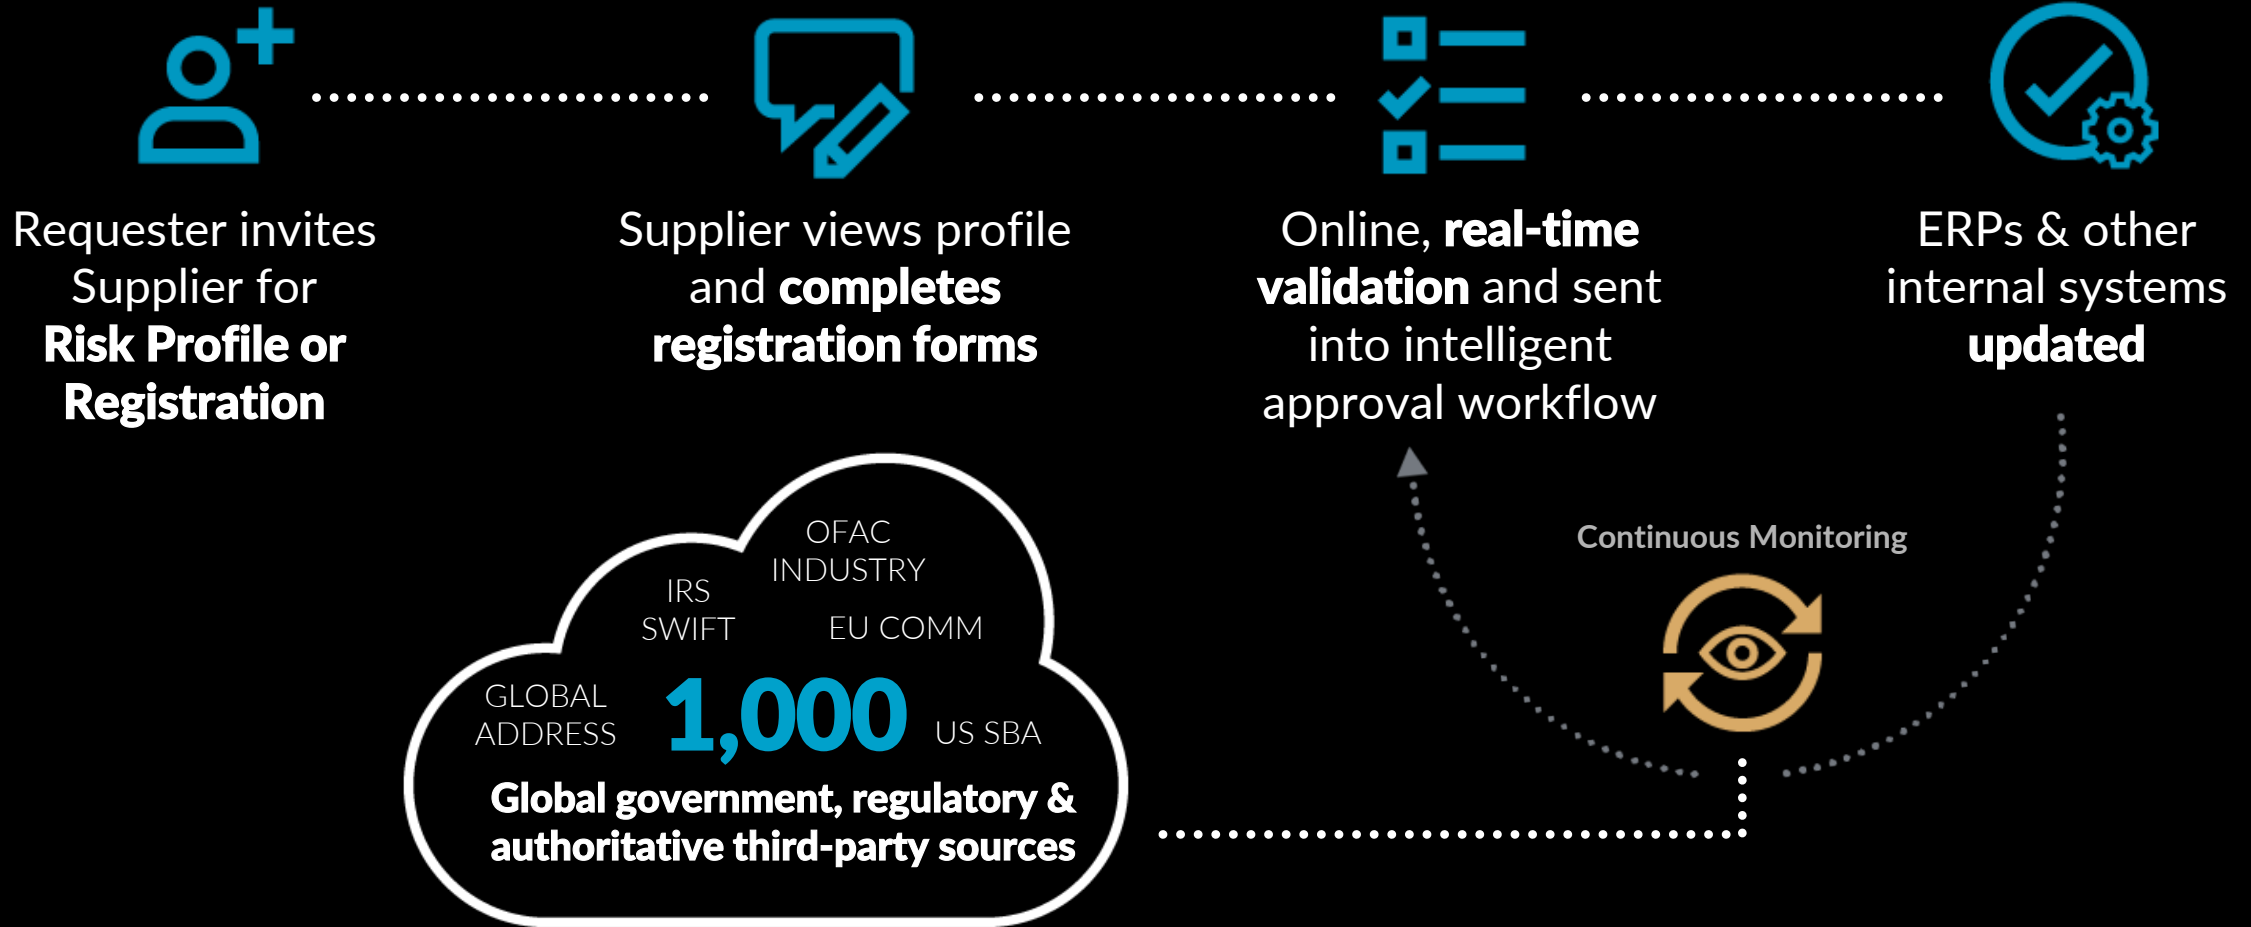 Requester invites
Supplier for
Risk Profile or
Registration
Supplier views profile
and completes
registration forms
Online, real-time
validation and sent
into intelligent
approval workflow
ERPs & other
internal systems
updated
OFAC
INDUSTRY
IRS
SWIFT
EU COMM
GLOBAL
ADDRESS
1,000
US SBA
Global government, regulatory &
authoritative third-party sources
Continuous Monitoring